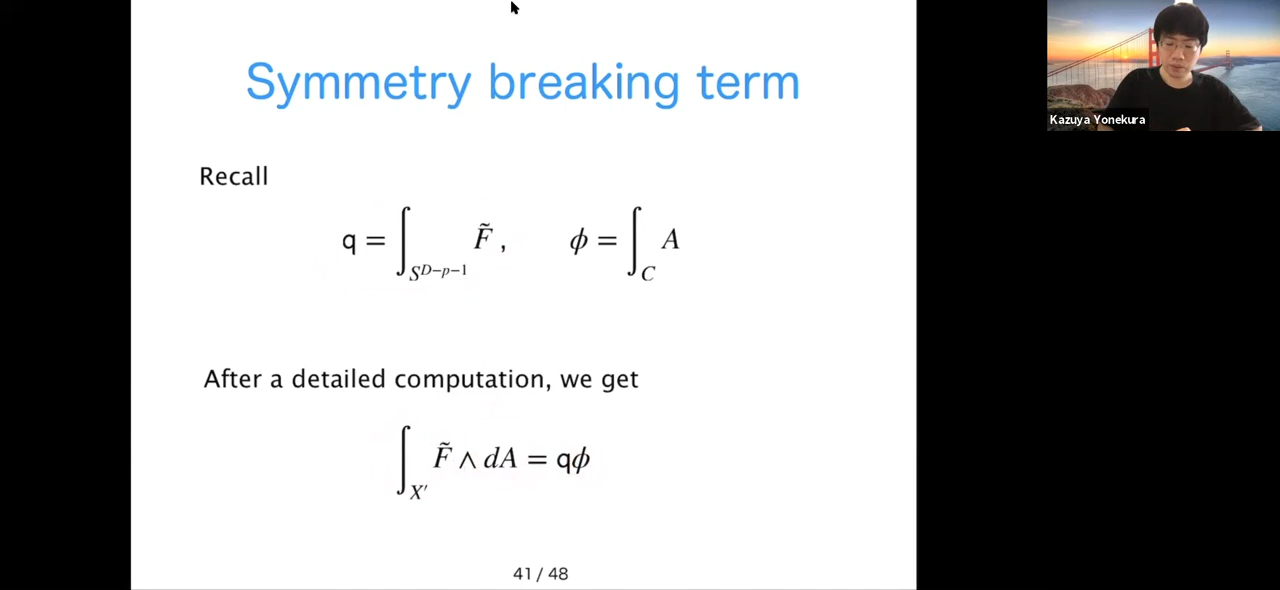 Symmetry breaking term
Kazuya Yonekura
Recall
q = ∫_{S^{D−p−1}} F̃ ,  ϕ = ∫_C A
After a detailed computation, we get
∫_{X′} F̃ ∧ dA = qϕ
41 / 48